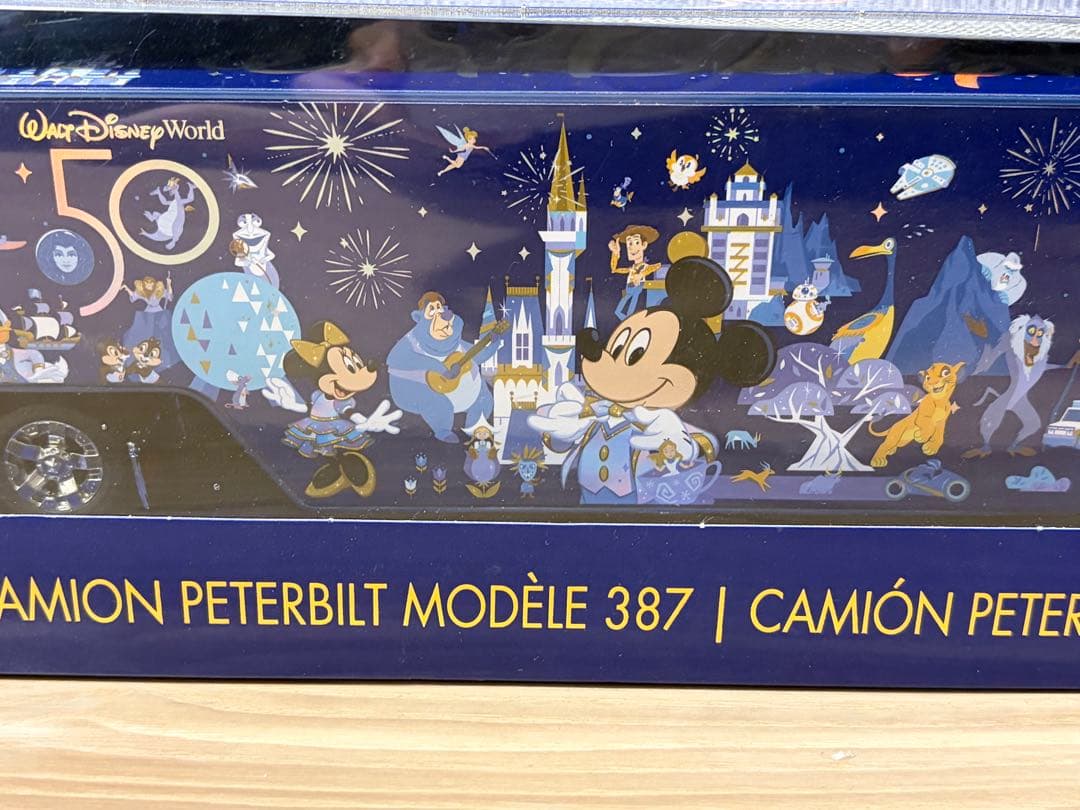 WALT DISNEY World
50
AMION PETERBILT MODÈLE 387 | CAMIÓN PETER